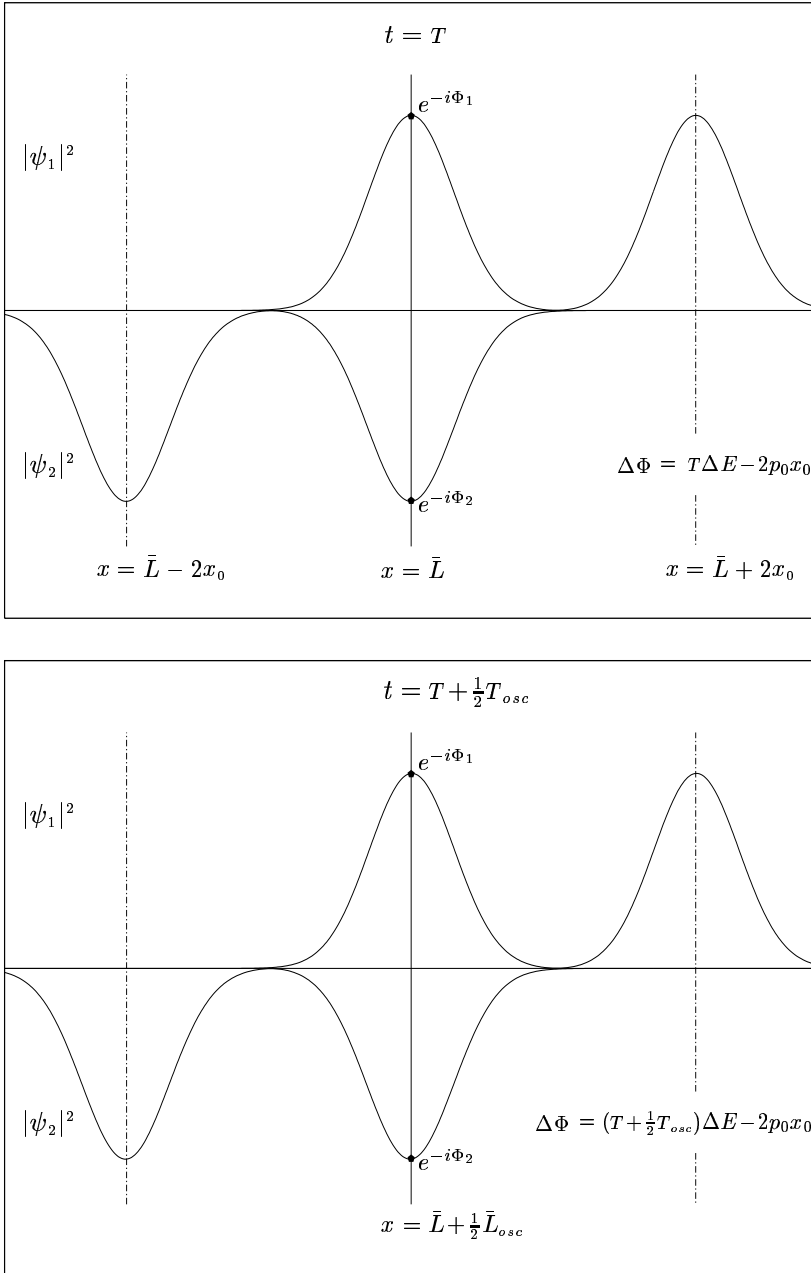 t = T
e^{-iΦ_1}
|ψ_1|^2
|ψ_2|^2
ΔΦ = TΔE−2p_0x_0
e^{-iΦ_2}
x = L̄ − 2x_0 x = L̄ x = L̄ + 2x_0
t = T + ½T_{osc}
e^{-iΦ_1}
|ψ_1|^2
|ψ_2|^2
ΔΦ = (T+½T_{osc})ΔE−2p_0x_0
e^{-iΦ_2}
x = L̄ + ½L̄_{osc}